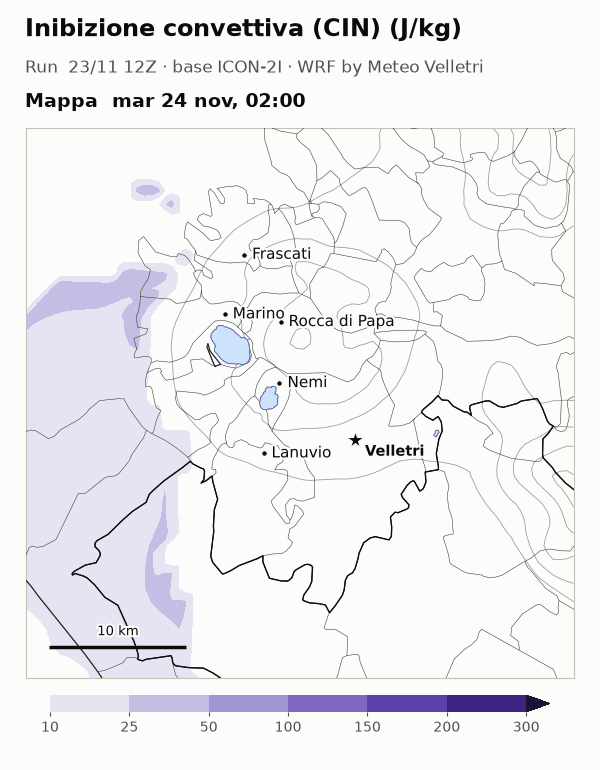 Inibizione convettiva (CIN) (J/kg)
Run  23/11 12Z · base ICON-2I · WRF by Meteo Velletri
Mappa  mar 24 nov, 02:00
Frascati
Marino
Rocca di Papa
Nemi
Velletri
Lanuvio
10 km
10 25 50 100 150 200 300